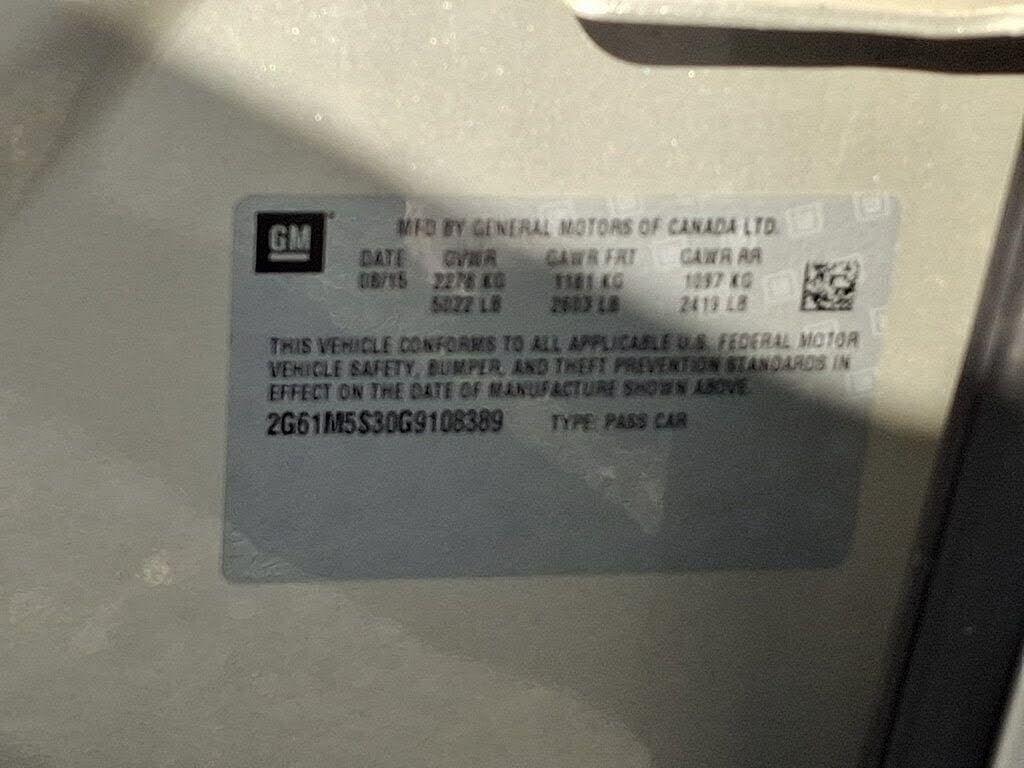 GM
MFD BY GENERAL MOTORS OF CANADA LTD.
DATE GVWR GAWR FRT GAWR RR
08/15 2278 KG 1181 KG 1097 KG
5022 LB 2603 LB 2419 LB
THIS VEHICLE CONFORMS TO ALL APPLICABLE U.S. FEDERAL MOTOR
VEHICLE SAFETY, BUMPER, AND THEFT PREVENTION STANDARDS IN
EFFECT ON THE DATE OF MANUFACTURE SHOWN ABOVE.
2G61M5S30G9108389 TYPE: PASS CAR